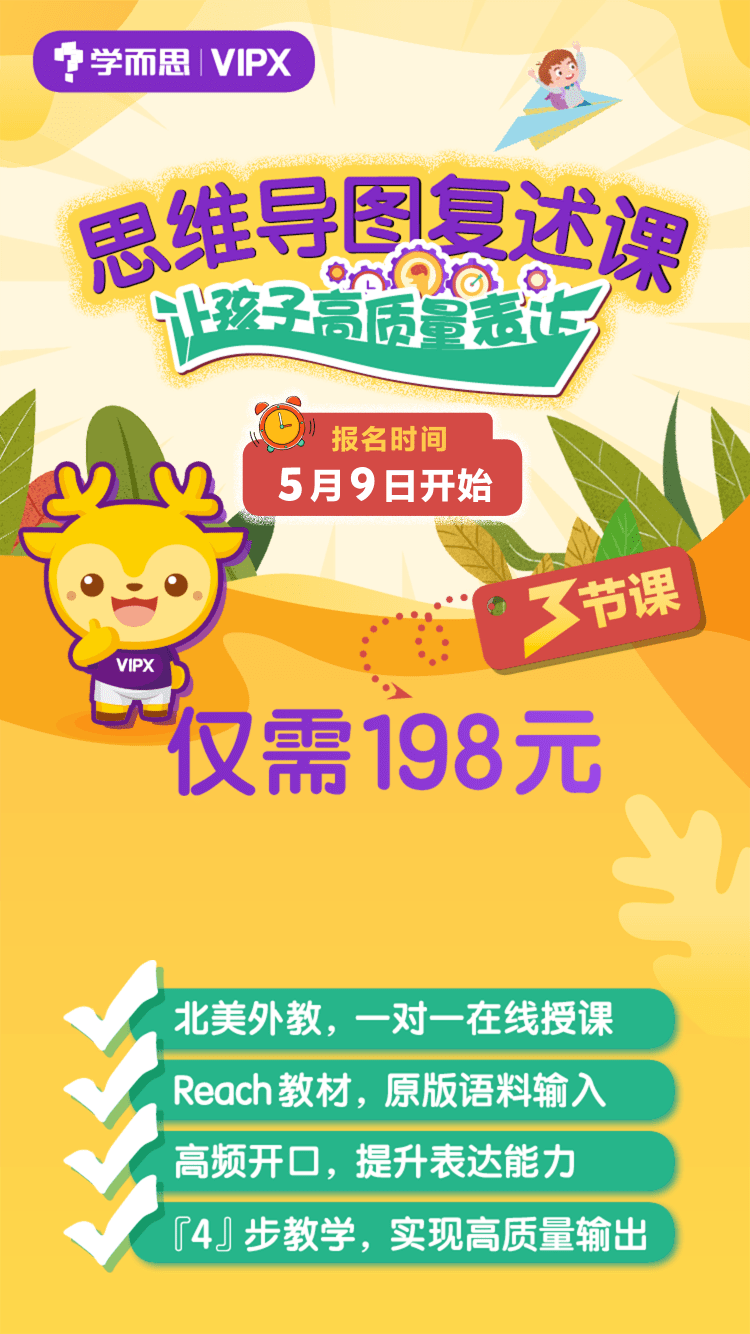 学而思|VIPX
思维导图复述课
让孩子高质量表达
报名时间
5月9日开始
3节课
VIPX
仅需198元
北美外教，一对一在线授课
Reach教材，原版语料输入
高频开口，提升表达能力
『4』步教学，实现高质量输出